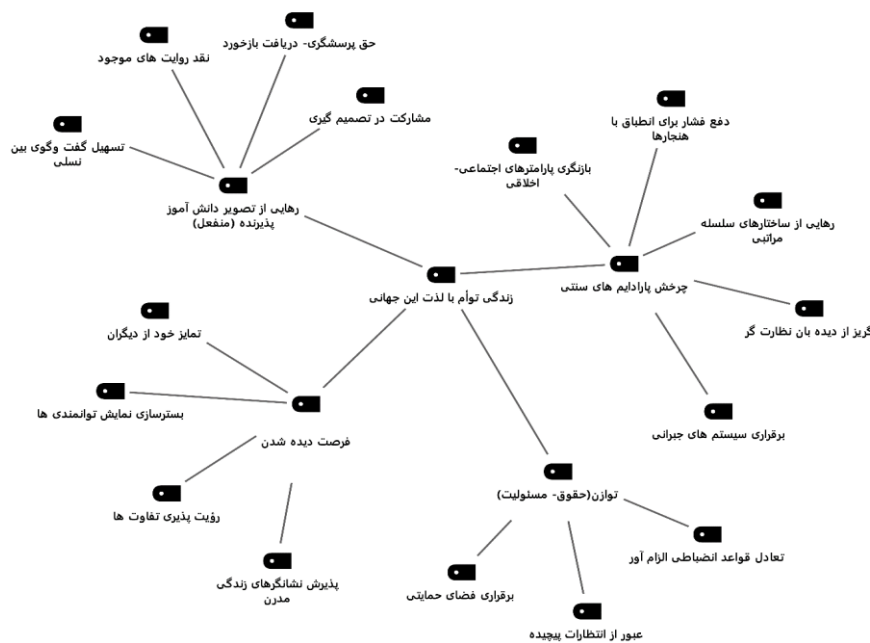 نقد روایت های موجود
حق پرسشگری- دریافت بازخورد
مشارکت در تصمیم گیری
تسهیل گفت وگوی بین
نسلی
رهایی از تصویر دانش آموز
پذیرنده (منفعل)
دفع فشار برای انطباق با
هنجارها
بازنگری پارامترهای اجتماعی-
اخلاقی
رهایی از ساختارهای سلسله
مراتبی
چرخش پارادایم های سنتی
گریز از دیده بان نظارت گر
برقراری سیستم های جبرانی
زندگی توأم با لذت این جهانی
تمایز خود از دیگران
بسترسازی نمایش توانمندی ها
فرصت دیده شدن
رؤیت پذیری تفاوت ها
پذیرش نشانگرهای زندگی
مدرن
توازن(حقوق- مسئولیت)
تعادل قواعد انضباطی الزام آور
برقراری فضای حمایتی
عبور از انتظارات پیچیده